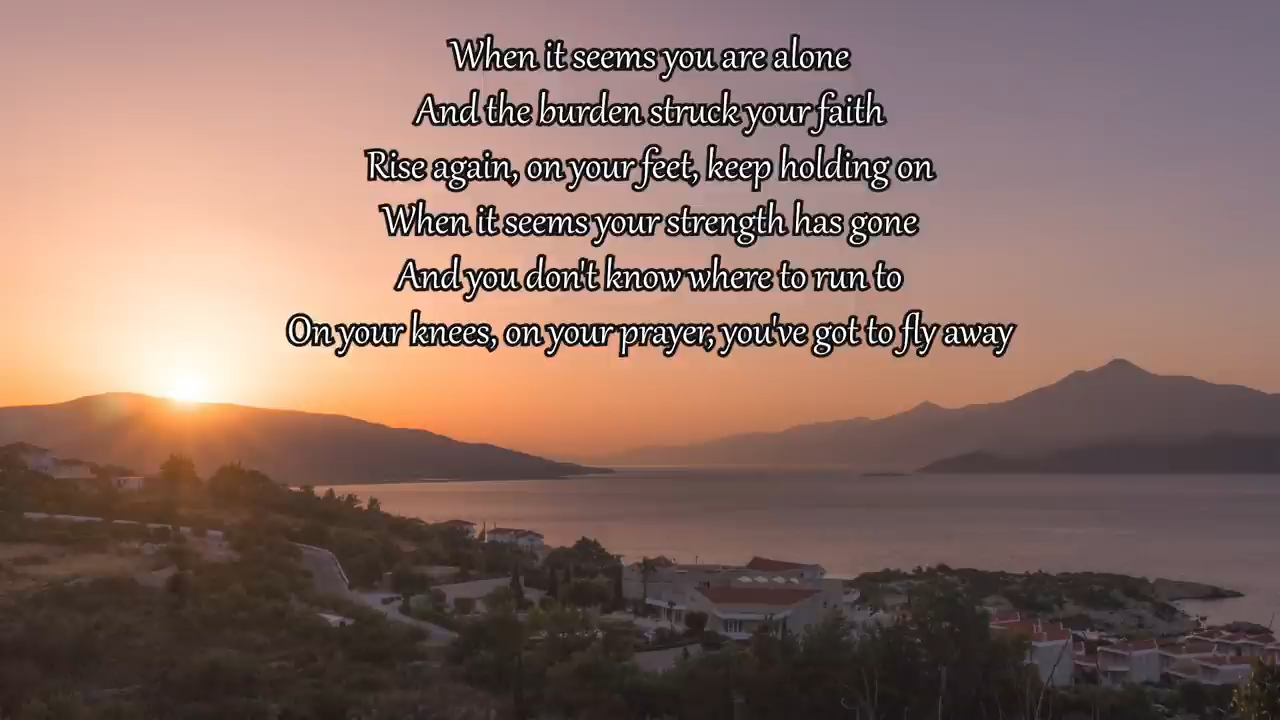 When it seems you are alone
And the burden struck your faith
Rise again, on your feet, keep holding on
When it seems your strength has gone
And you don't know where to run to
On your knees, on your prayer, you've got to fly away